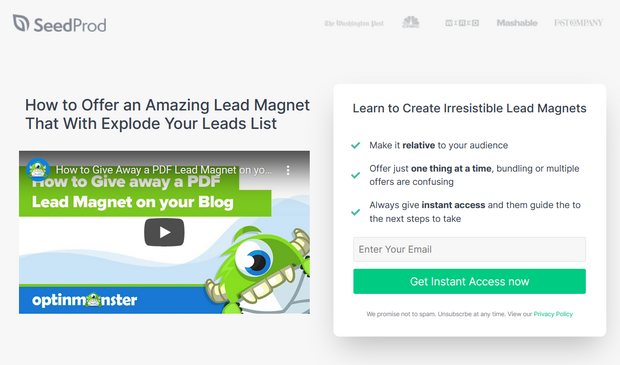 SeedProd
The Washington Post
WIRED
Mashable
FAST COMPANY
How to Offer an Amazing Lead Magnet
That With Explode Your Leads List
How to Give Away a PDF Lead Magnet on yo...
How to Give away a PDF
Lead Magnet on your Blog
optinmonster
Learn to Create Irresistible Lead Magnets
Make it relative to your audience
Offer just one thing at a time, bundling or multiple
offers are confusing
Always give instant access and them guide the to
the next steps to take
Enter Your Email
Get Instant Access now
We promise not to spam. Unsubscribe at any time. View our Privacy Policy